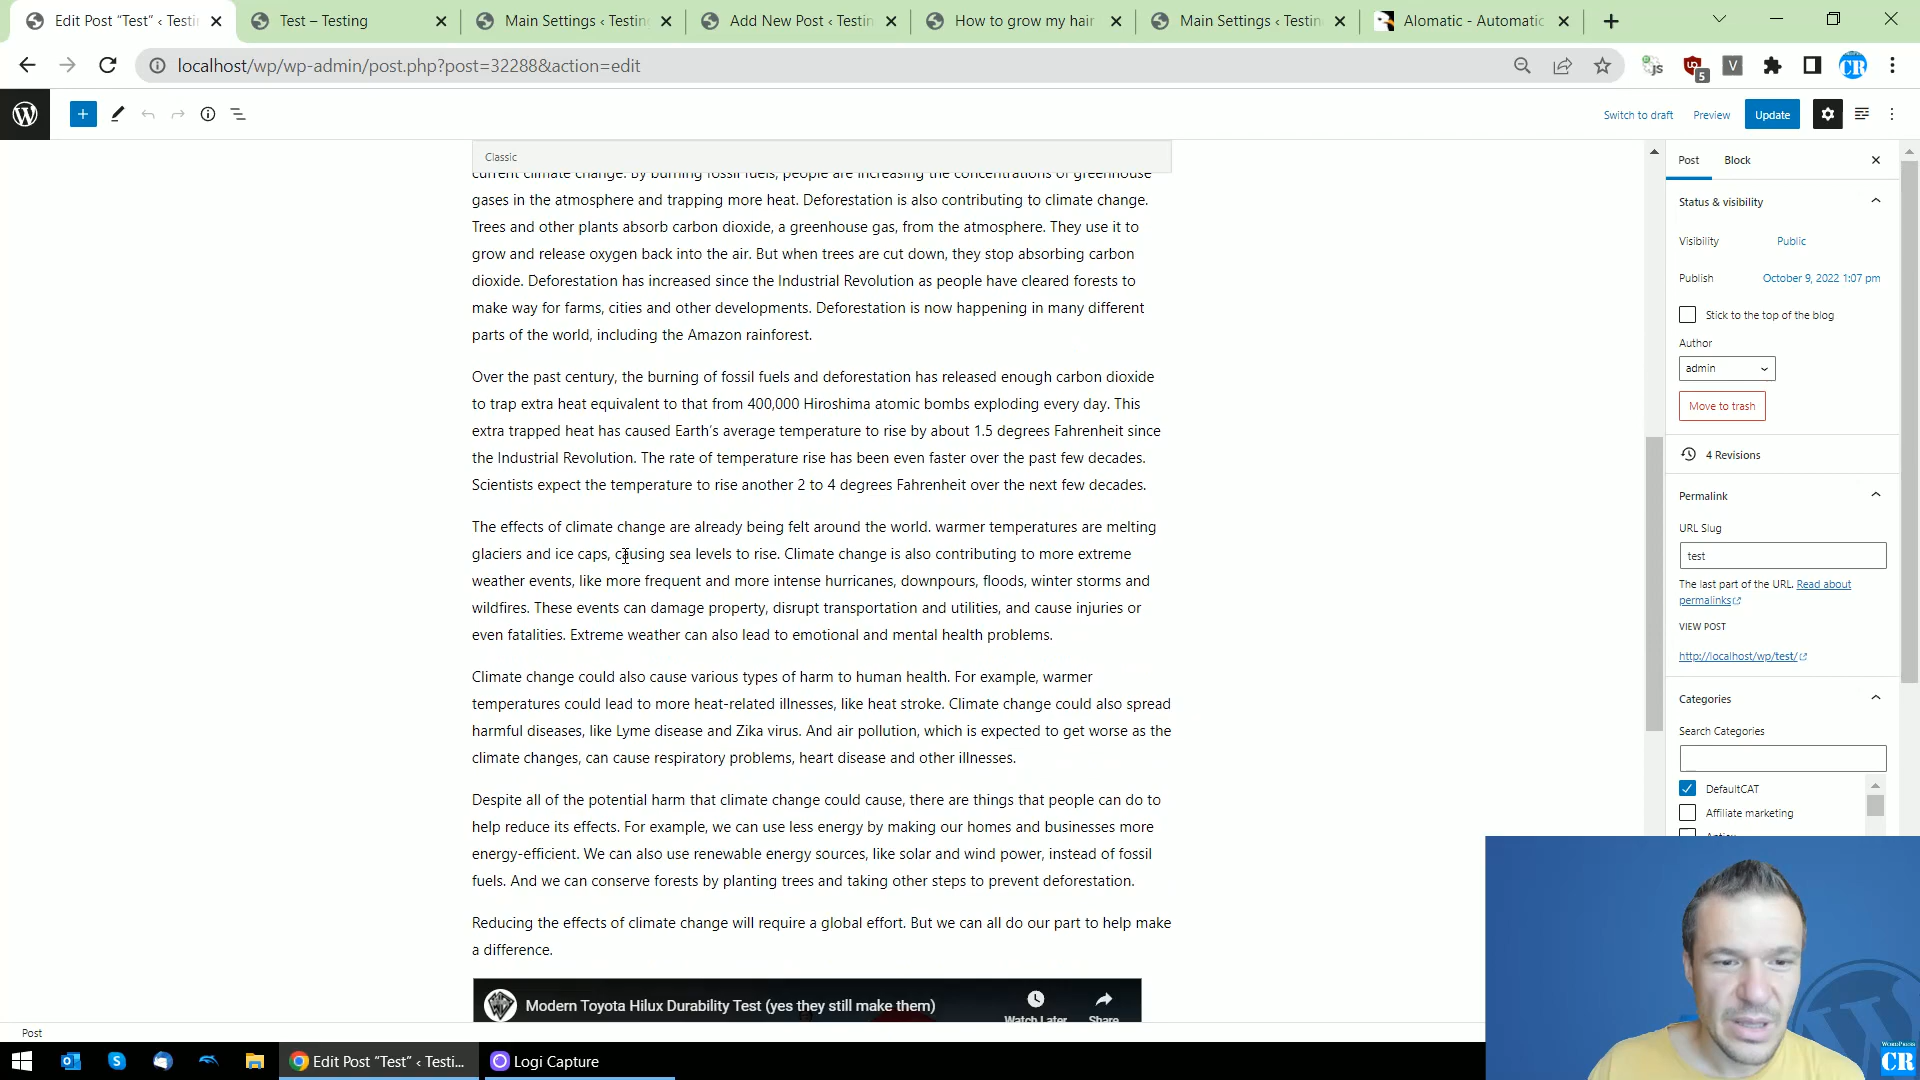 Edit Post “Test” ‹ Testi
Test – Testing
Main Settings ‹ Testin
Add New Post ‹ Testin
How to grow my hair
Main Settings ‹ Testin
Alomatic - Automatic
localhost/wp/wp-admin/post.php?post=32288&action=edit
5
V
CR
Switch to draft
Preview
Update
Classic
current climate change. By burning fossil fuels, people are increasing the concentrations of greenhouse
gases in the atmosphere and trapping more heat. Deforestation is also contributing to climate change.
Trees and other plants absorb carbon dioxide, a greenhouse gas, from the atmosphere. They use it to
grow and release oxygen back into the air. But when trees are cut down, they stop absorbing carbon
dioxide. Deforestation has increased since the Industrial Revolution as people have cleared forests to
make way for farms, cities and other developments. Deforestation is now happening in many different
parts of the world, including the Amazon rainforest.
Over the past century, the burning of fossil fuels and deforestation has released enough carbon dioxide
to trap extra heat equivalent to that from 400,000 Hiroshima atomic bombs exploding every day. This
extra trapped heat has caused Earth’s average temperature to rise by about 1.5 degrees Fahrenheit since
the Industrial Revolution. The rate of temperature rise has been even faster over the past few decades.
Scientists expect the temperature to rise another 2 to 4 degrees Fahrenheit over the next few decades.
The effects of climate change are already being felt around the world. warmer temperatures are melting
glaciers and ice caps, causing sea levels to rise. Climate change is also contributing to more extreme
weather events, like more frequent and more intense hurricanes, downpours, floods, winter storms and
wildfires. These events can damage property, disrupt transportation and utilities, and cause injuries or
even fatalities. Extreme weather can also lead to emotional and mental health problems.
Climate change could also cause various types of harm to human health. For example, warmer
temperatures could lead to more heat-related illnesses, like heat stroke. Climate change could also spread
harmful diseases, like Lyme disease and Zika virus. And air pollution, which is expected to get worse as the
climate changes, can cause respiratory problems, heart disease and other illnesses.
Despite all of the potential harm that climate change could cause, there are things that people can do to
help reduce its effects. For example, we can use less energy by making our homes and businesses more
energy-efficient. We can also use renewable energy sources, like solar and wind power, instead of fossil
fuels. And we can conserve forests by planting trees and taking other steps to prevent deforestation.
Reducing the effects of climate change will require a global effort. But we can all do our part to help make
a difference.
Modern Toyota Hilux Durability Test (yes they still make them)
Watch Later
Share
Post
Block
Status & visibility
Visibility
Public
Publish
October 9, 2022 1:07 pm
Stick to the top of the blog
Author
admin
Move to trash
4 Revisions
Permalink
URL Slug
test
The last part of the URL. Read about
permalinks
VIEW POST
http://localhost/wp/test/
Categories
Search Categories
DefaultCAT
Affiliate marketing
Post
Edit Post “Test” ‹ Testi...
Logi Capture
WORDPRESS
CR